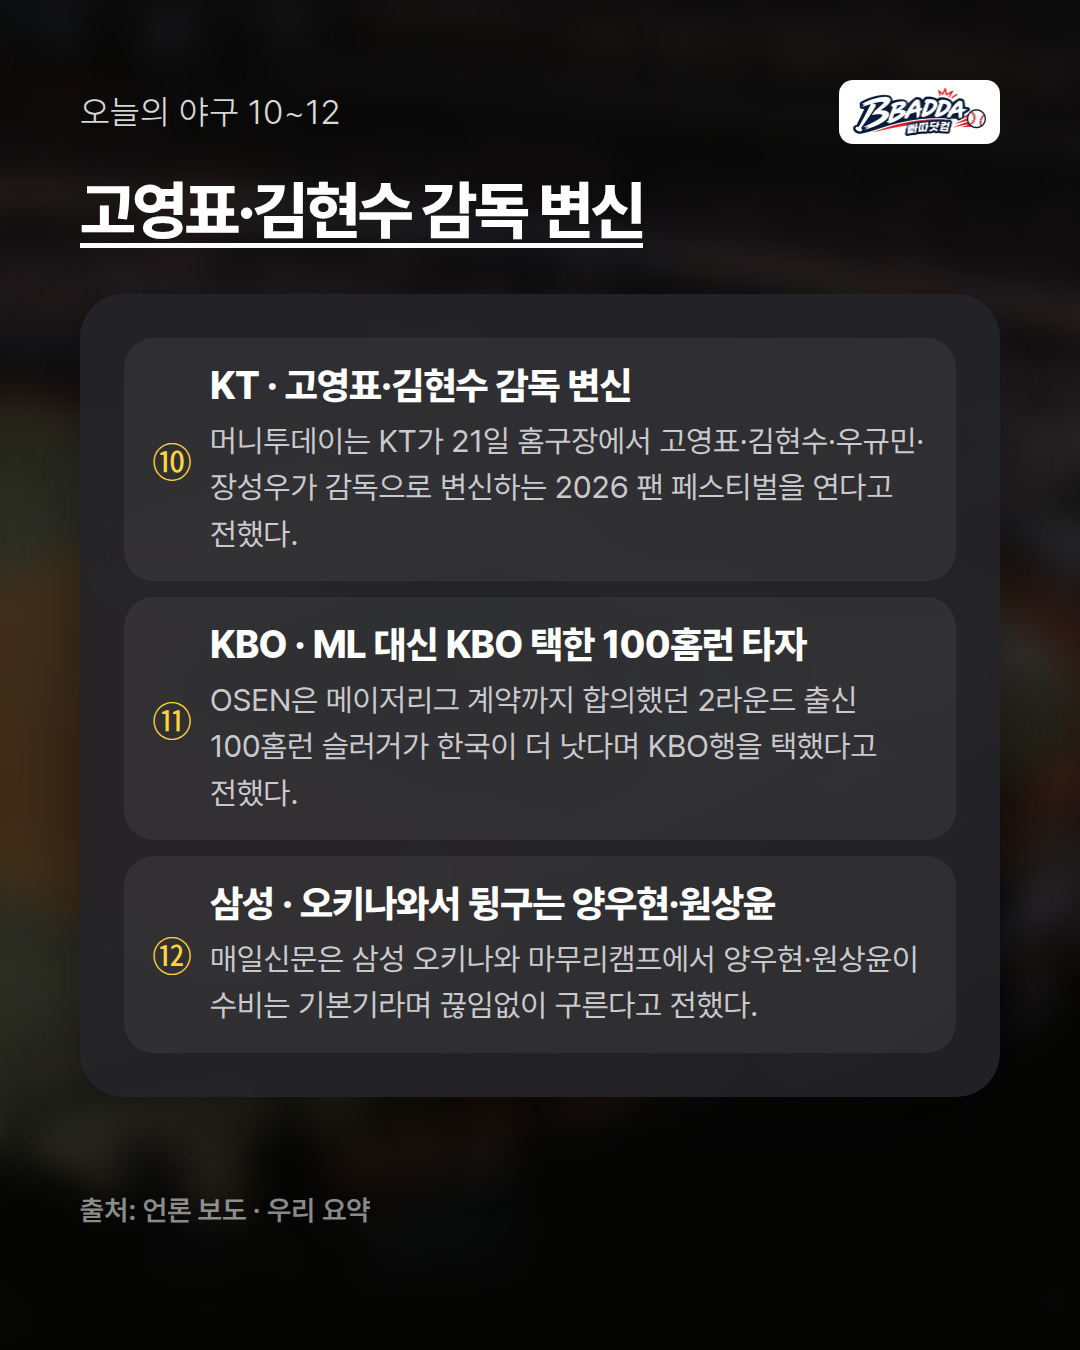 오늘의 야구 10~12
BBADDA
빠따닷컴
고영표·김현수 감독 변신
KT · 고영표·김현수 감독 변신
⑩
머니투데이는 KT가 21일 홈구장에서 고영표·김현수·우규민·
장성우가 감독으로 변신하는 2026 팬 페스티벌을 연다고
전했다.
KBO · ML 대신 KBO 택한 100홈런 타자
⑪
OSEN은 메이저리그 계약까지 합의했던 2라운드 출신
100홈런 슬러거가 한국이 더 낫다며 KBO행을 택했다고
전했다.
삼성 · 오키나와서 뒹구는 양우현·원상윤
⑫
매일신문은 삼성 오키나와 마무리캠프에서 양우현·원상윤이
수비는 기본기라며 끊임없이 구른다고 전했다.
출처: 언론 보도 · 우리 요약